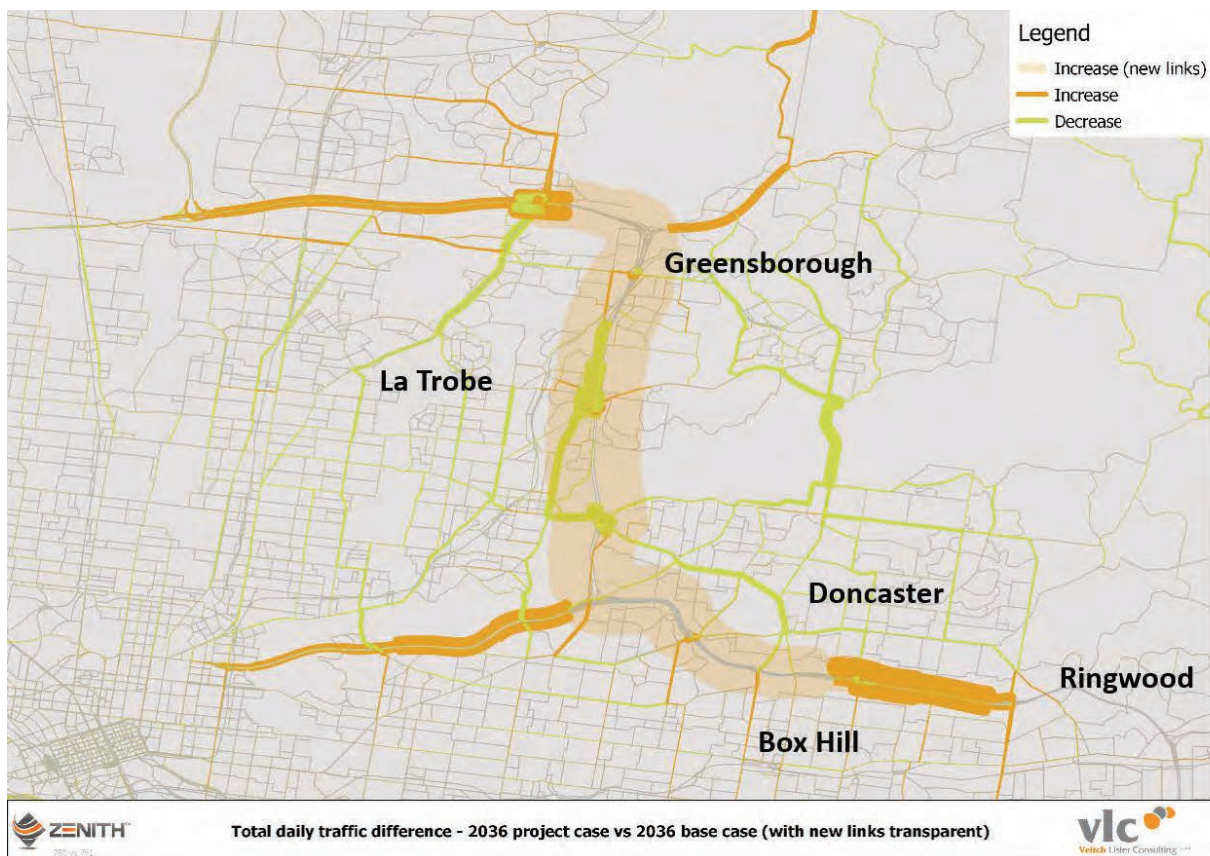 Legend
Increase (new links)
Increase
Decrease
Greensborough
La Trobe
Doncaster
Ringwood
Box Hill
ZENITH™
Total daily traffic difference - 2036 project case vs 2036 base case (with new links transparent)
vlc
Veitch Lister Consulting